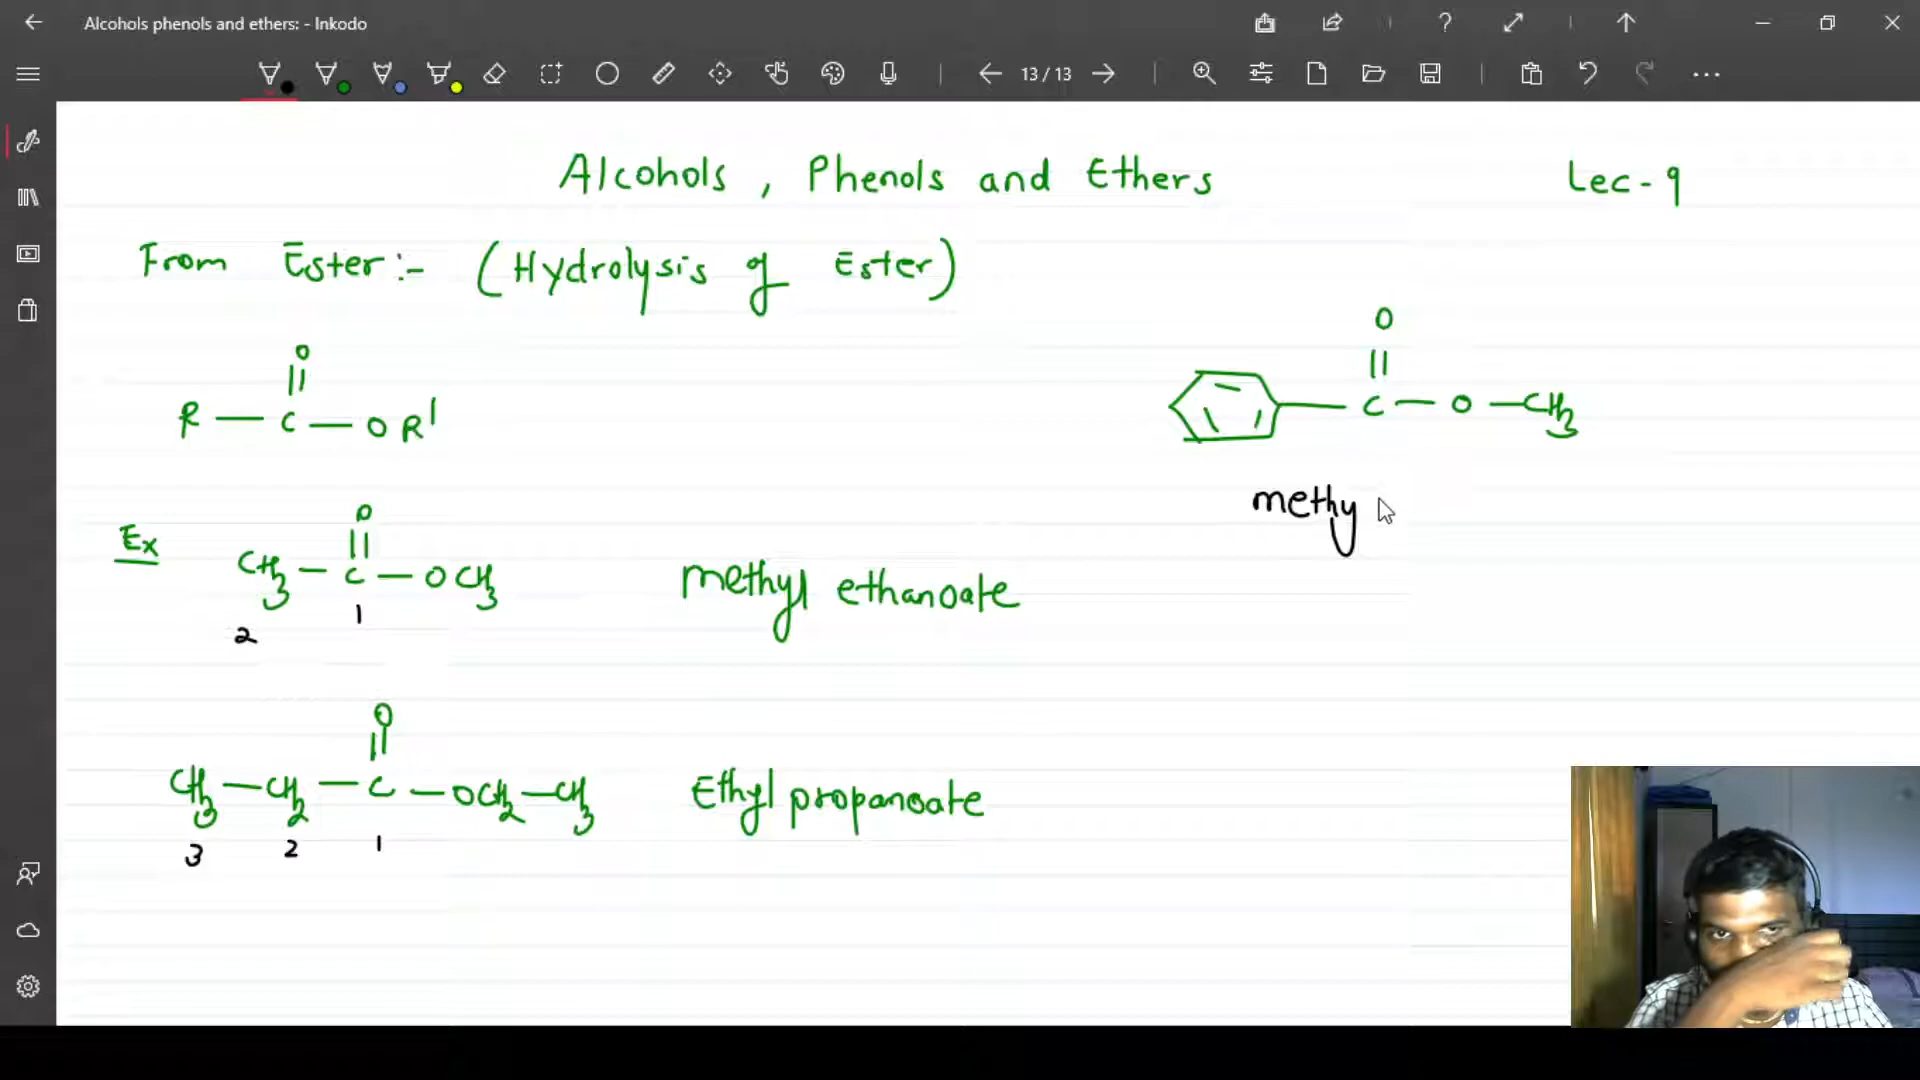 Alcohols phenols and ethers: - Inkodo
13 / 13
Alcohols, Phenols and Ethers
Lec-9
From Ester:- (Hydrolysis of Ester)
O
||
R — C — OR'
O
||
C — O — CH3
methy
Ex
O
||
CH3 — C — OCH3
2 1
methyl ethanoate
O
||
CH3 — CH2 — C — OCH2 — CH3
3 2 1
Ethyl propanoate